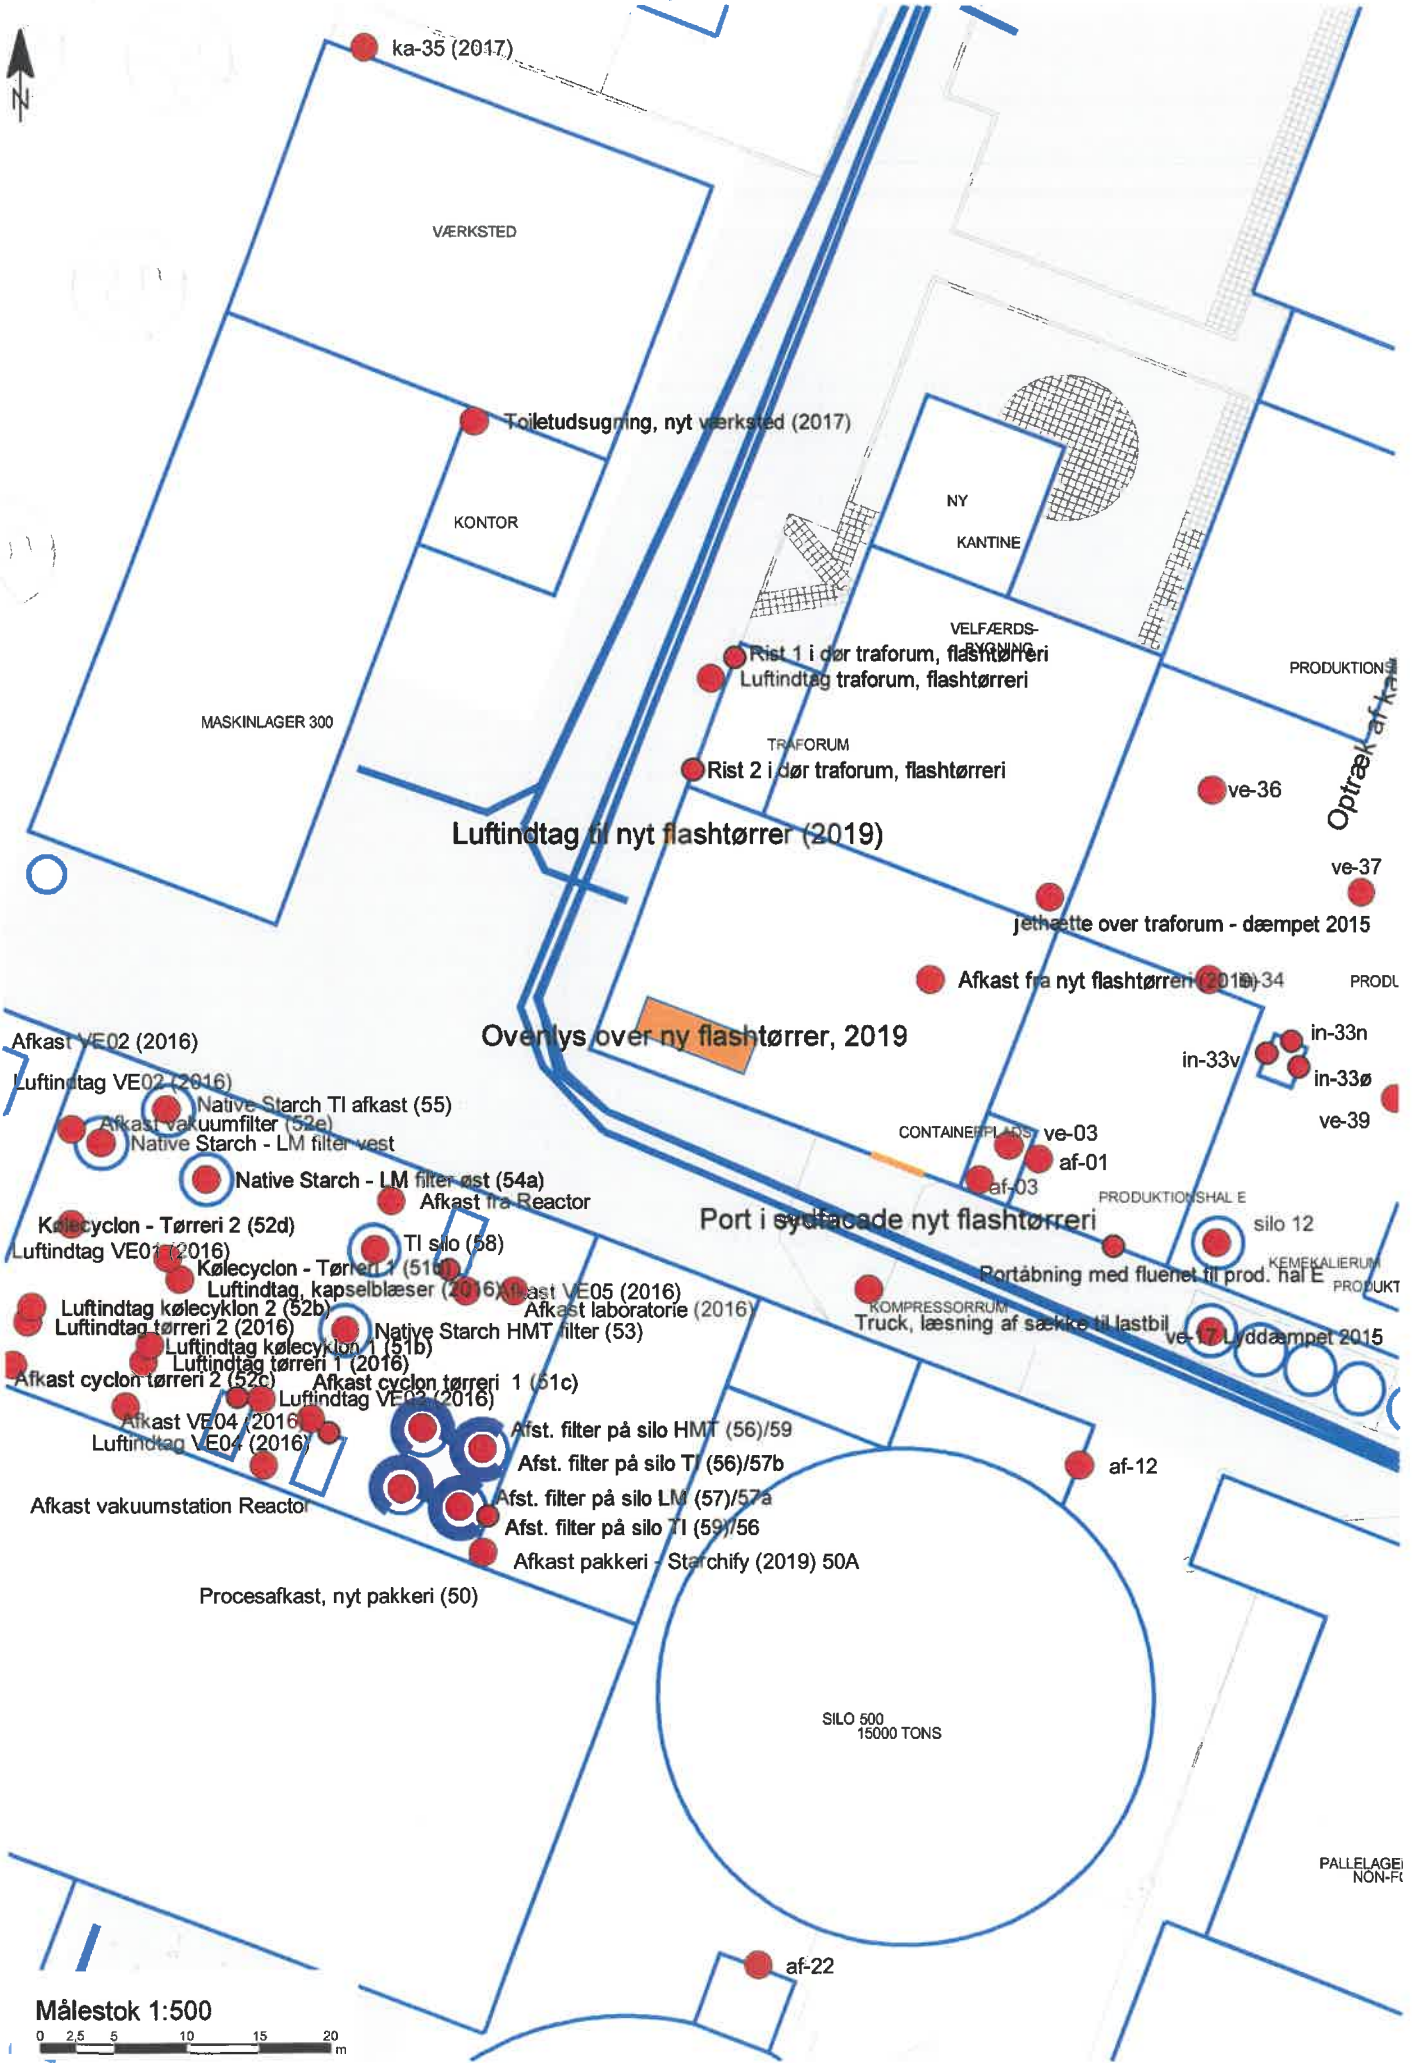 N
ka-35 (2017)
VÆRKSTED
Toiletudsugning, nyt værksted (2017)
KONTOR
NY
KANTINE
VELFÆRDS-
BYGNING
Rist 1 i dør traforum, flashtørreri
Luftindtag traforum, flashtørreri
PRODUKTIONS
MASKINLAGER 300
TRAFORUM
Rist 2 i dør traforum, flashtørreri
Optræk af
ve-36
Luftindtag til nyt flashtørrer (2019)
ve-37
jethætte over traforum - dæmpet 2015
Afkast fra nyt flashtørreri (2019)
in-34
PRODU
Ovenlys over ny flashtørrer, 2019
in-33n
in-33v
in-33ø
Afkast VE02 (2016)
Luftindtag VE02 (2016)
Native Starch TI afkast (55)
Afkast vakuumfilter (52e)
Native Starch - LM filter vest
ve-39
CONTAINERPLADS
ve-03
af-01
af-03
Native Starch - LM filter øst (54a)
Afkast fra Reactor
PRODUKTIONSHAL E
Port i sydfacade nyt flashtørreri
silo 12
Kølecyclon - Tørreri 2 (52d)
Luftindtag VE01 (2016)
TI silo (58)
KEMEKALIERUM
Kølecyclon - Tørreri 1 (51d)
Portåbning med fluenet til prod. hal E
PRODUKT
Luftindtag, kapselblæser (2016)
Afkast VE05 (2016)
Luftindtag kølecyklon 2 (52b)
Afkast laboratorie (2016)
KOMPRESSORRUM
Luftindtag tørreri 2 (2016)
Native Starch HMT filter (53)
Truck, læsning af sække til lastbil
ve-17 Lyddæmpet 2015
Luftindtag kølecyklon 1 (51b)
Luftindtag tørreri 1 (2016)
Afkast cyclon tørreri 2 (52c)
Afkast cyclon tørreri 1 (51c)
Luftindtag VE03 (2016)
Afkast VE04 (2016)
Luftindtag VE04 (2016)
Afst. filter på silo HMT (56)/59
Afst. filter på silo TI (56)/57b
af-12
Afst. filter på silo LM (57)/57a
Afkast vakuumstation Reactor
Afst. filter på silo TI (59)/56
Afkast pakkeri - Starchify (2019) 50A
Procesafkast, nyt pakkeri (50)
SILO 500
15000 TONS
PALLELAGE
NON-F
af-22
Målestok 1:500
0 2,5 5 10 15 20
m